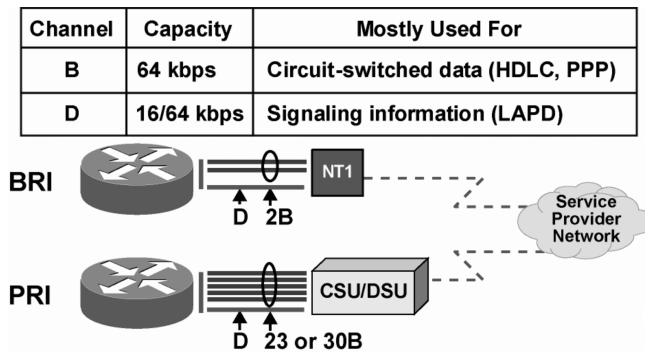 Channel Capacity Mostly Used For
B 64 kbps Circuit-switched data (HDLC, PPP)
D 16/64 kbps Signaling information (LAPD)
BRI
NT1
D 2B
Service
Provider
Network
PRI
CSU/DSU
D 23 or 30B